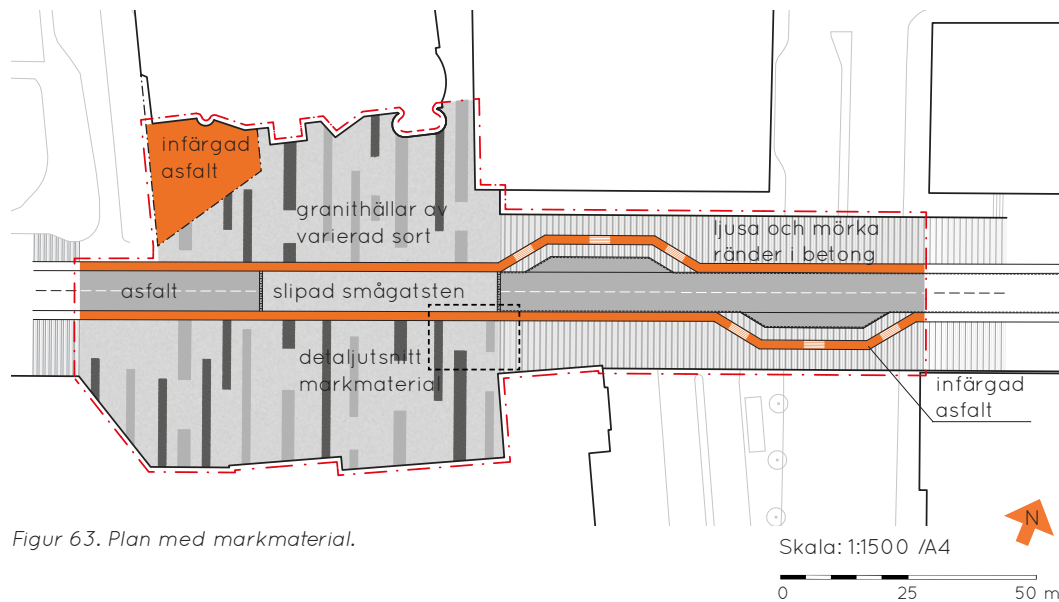 infärgad
asfalt
granithällar av
varierad sort
ljusa och mörka
ränder i betong
asfalt
slipad smågatsten
detaljutsnitt
markmaterial
infärgad
asfalt
Figur 63. Plan med markmaterial.
N
Skala: 1:1500 /A4
0 25 50 m